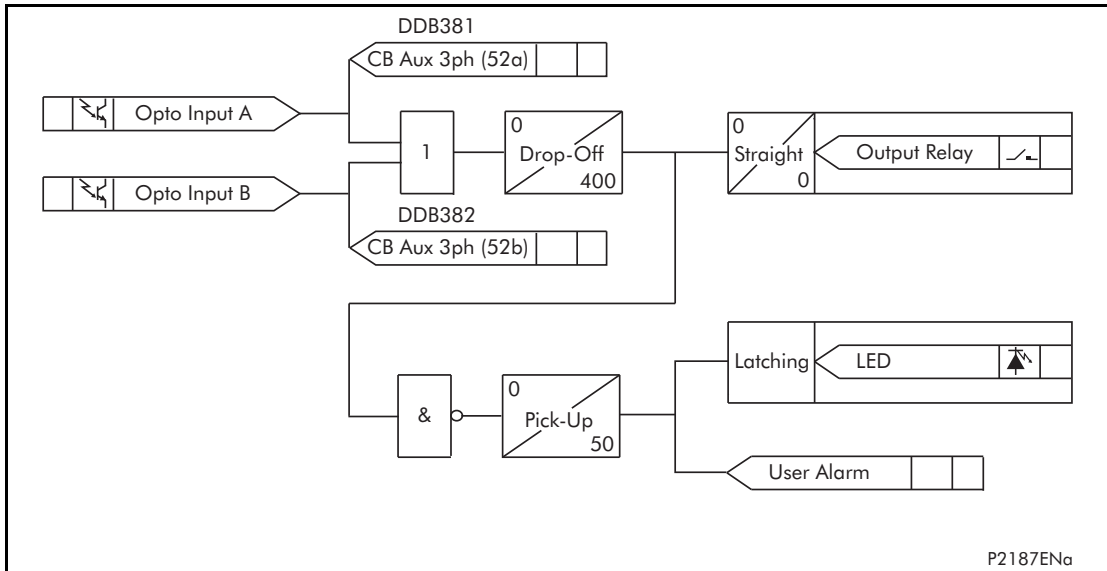 DDB381
CB Aux 3ph (52a)
Opto Input A
1
0
Drop-Off
400
0
Straight
0
Output Relay
Opto Input B
DDB382
CB Aux 3ph (52b)
&
0
Pick-Up
50
Latching
LED
User Alarm
P2187ENa